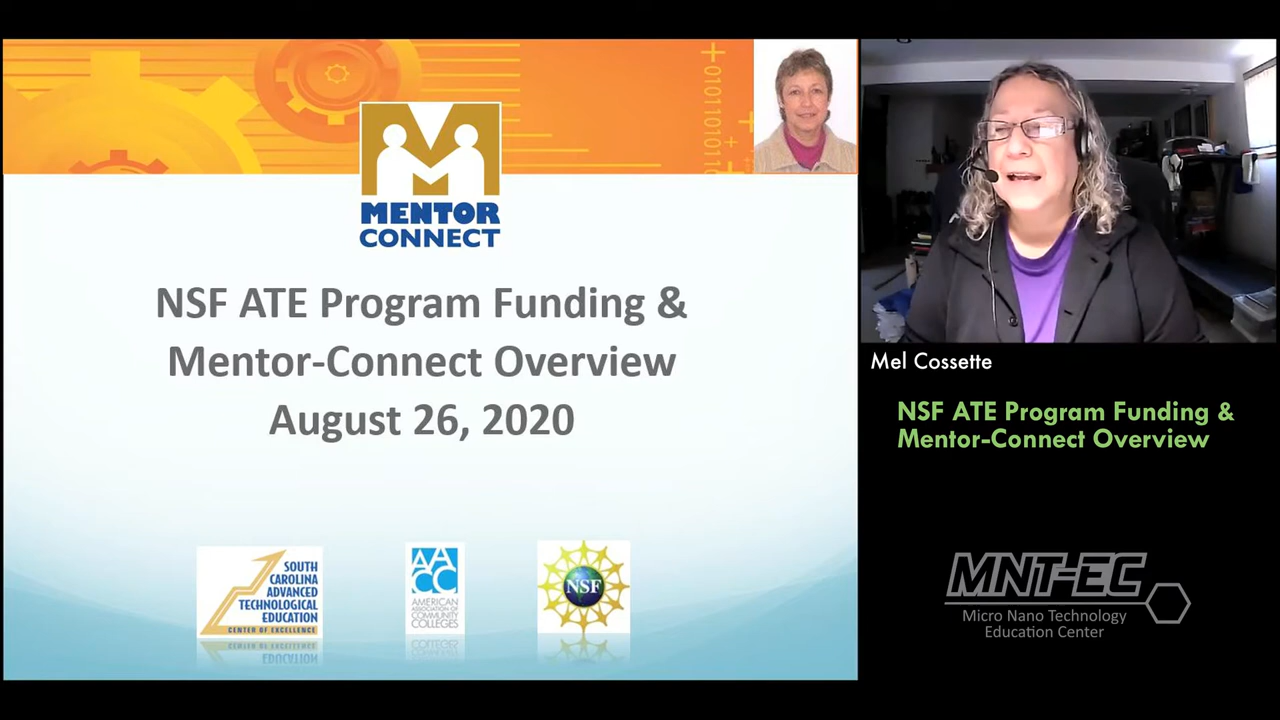 01011010101
MENTOR
CONNECT
NSF ATE Program Funding &
Mentor-Connect Overview
August 26, 2020
SOUTH
CAROLINA
ADVANCED
TECHNOLOGICAL
EDUCATION
CENTER OF EXCELLENCE
AACC
AMERICAN
ASSOCIATION OF
COMMUNITY
COLLEGES
NSF
Mel Cossette
NSF ATE Program Funding &
Mentor-Connect Overview
MNT-EC
Micro Nano Technology
Education Center